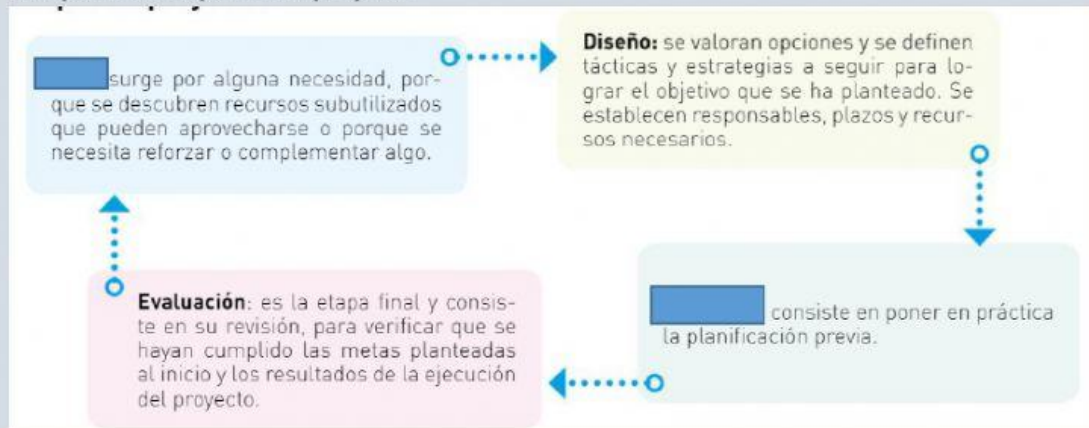 surge por alguna necesidad, por-
que se descubren recursos subutilizados
que pueden aprovecharse o porque se
necesita reforzar o complementar algo.
Diseño: se valoran opciones y se definen
tácticas y estrategias a seguir para lo-
grar el objetivo que se ha planteado. Se
establecen responsables, plazos y recur-
sos necesarios.
consiste en poner en práctica
la planificación previa.
Evaluación: es la etapa final y consis-
te en su revisión, para verificar que se
hayan cumplido las metas planteadas
al inicio y los resultados de la ejecución
del proyecto.